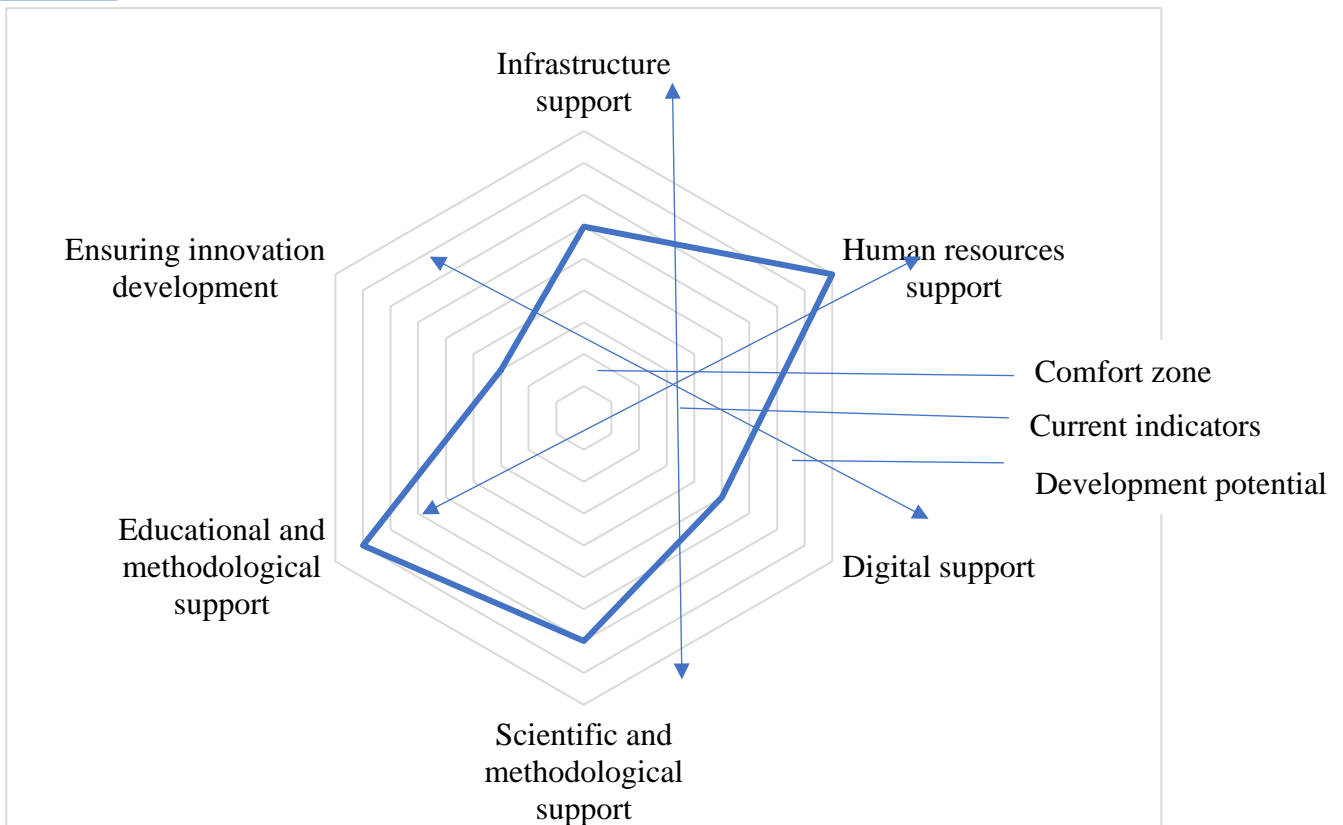 Infrastructure
support
Ensuring innovation
development
Human resources
support
Comfort zone
Current indicators
Development potential
Educational and
methodological
support
Digital support
Scientific and
methodological
support